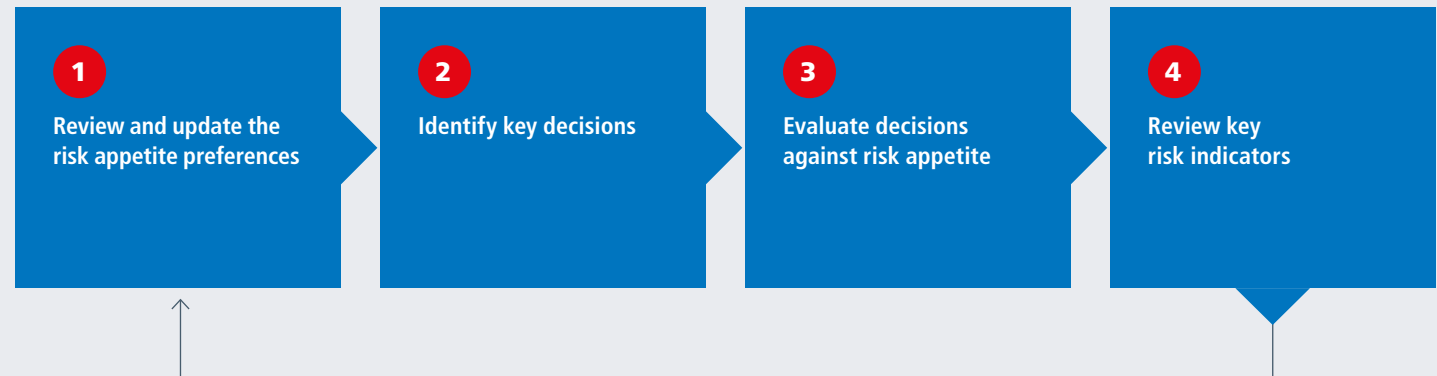 1
Review and update the
risk appetite preferences
2
Identify key decisions
3
Evaluate decisions
against risk appetite
4
Review key
risk indicators